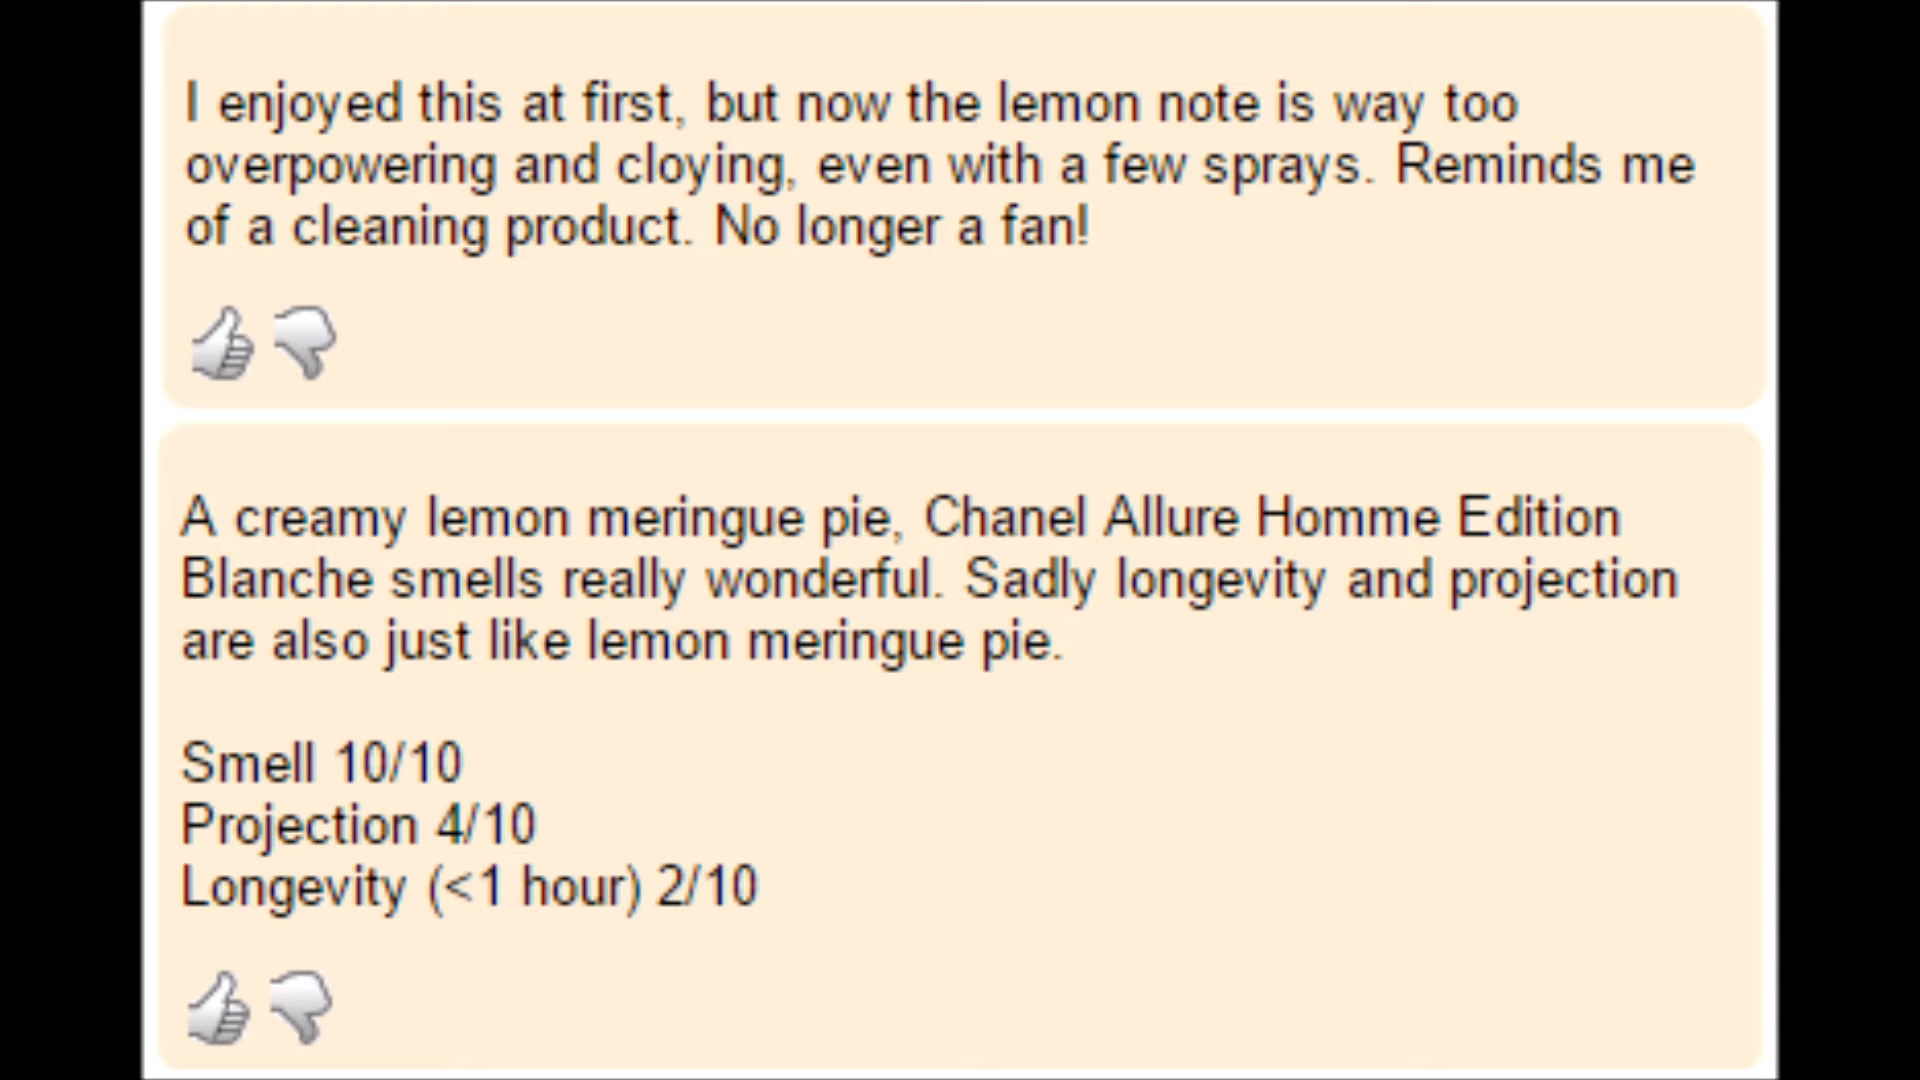 I enjoyed this at first, but now the lemon note is way too
overpowering and cloying, even with a few sprays. Reminds me
of a cleaning product. No longer a fan!
A creamy lemon meringue pie, Chanel Allure Homme Edition
Blanche smells really wonderful. Sadly longevity and projection
are also just like lemon meringue pie.
Smell 10/10
Projection 4/10
Longevity (<1 hour) 2/10